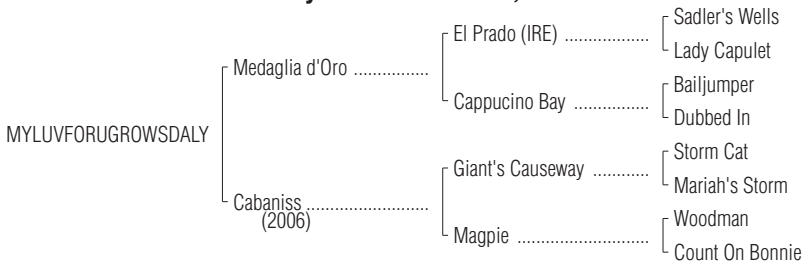 Sadler's Wells
El Prado (IRE) ..................
Lady Capulet
Medaglia d'Oro ................
Bailjumper
Cappucino Bay ................
Dubbed In
MYLUVFORUGROWSDALY
Storm Cat
Giant's Causeway ............
Mariah's Storm
Cabaniss ..........................
(2006)
Woodman
Magpie ............................
Count On Bonnie